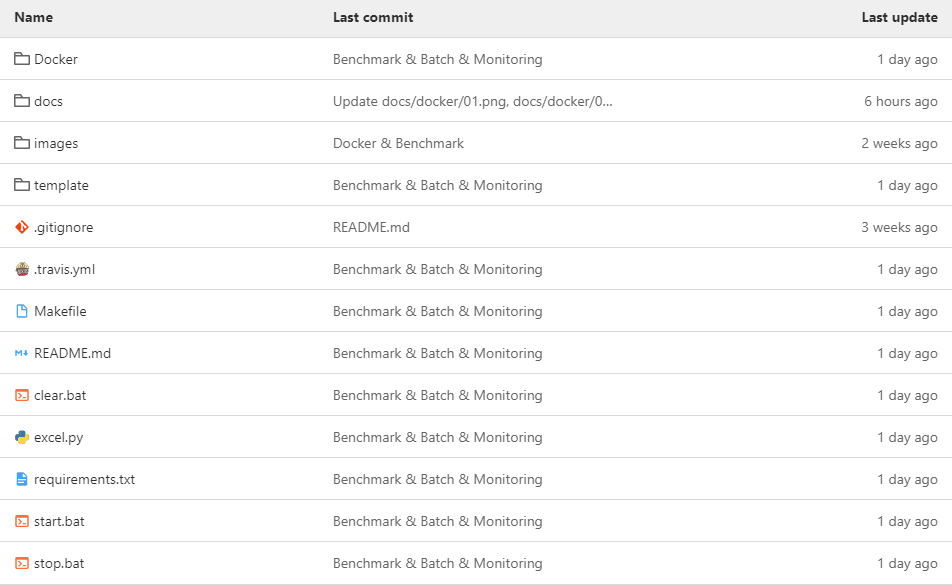 Name Last commit Last update
Docker Benchmark & Batch & Monitoring 1 day ago
docs Update docs/docker/01.png, docs/docker/0... 6 hours ago
images Docker & Benchmark 2 weeks ago
template Benchmark & Batch & Monitoring 1 day ago
.gitignore README.md 3 weeks ago
.travis.yml Benchmark & Batch & Monitoring 1 day ago
Makefile Benchmark & Batch & Monitoring 1 day ago
README.md Benchmark & Batch & Monitoring 1 day ago
clear.bat Benchmark & Batch & Monitoring 1 day ago
excel.py Benchmark & Batch & Monitoring 1 day ago
requirements.txt Benchmark & Batch & Monitoring 1 day ago
start.bat Benchmark & Batch & Monitoring 1 day ago
stop.bat Benchmark & Batch & Monitoring 1 day ago